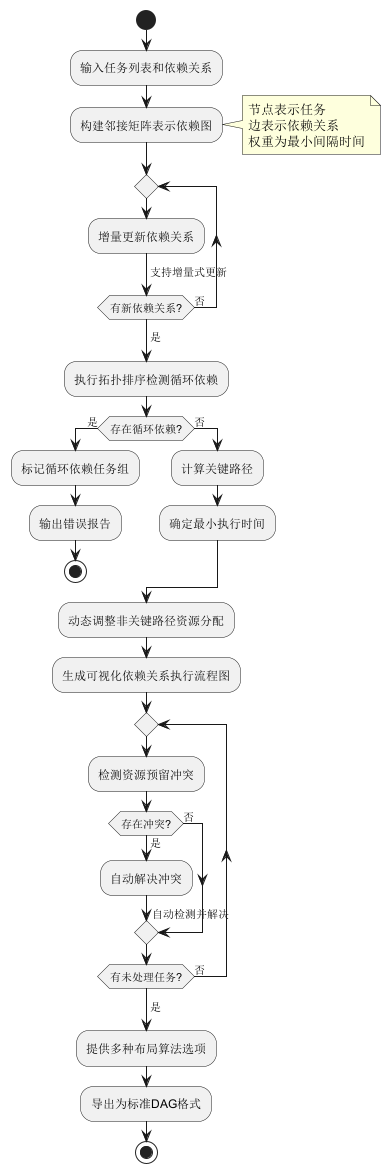 输入任务列表和依赖关系
构建邻接矩阵表示依赖图
节点表示任务
边表示依赖关系
权重为最小间隔时间
增量更新依赖关系
支持增量式更新
有新依赖关系?
否
是
执行拓扑排序检测循环依赖
是
存在循环依赖?
否
标记循环依赖任务组
计算关键路径
输出错误报告
确定最小执行时间
动态调整非关键路径资源分配
生成可视化依赖关系执行流程图
检测资源预留冲突
存在冲突?
否
是
自动解决冲突
自动检测并解决
有未处理任务?
否
是
提供多种布局算法选项
导出为标准DAG格式